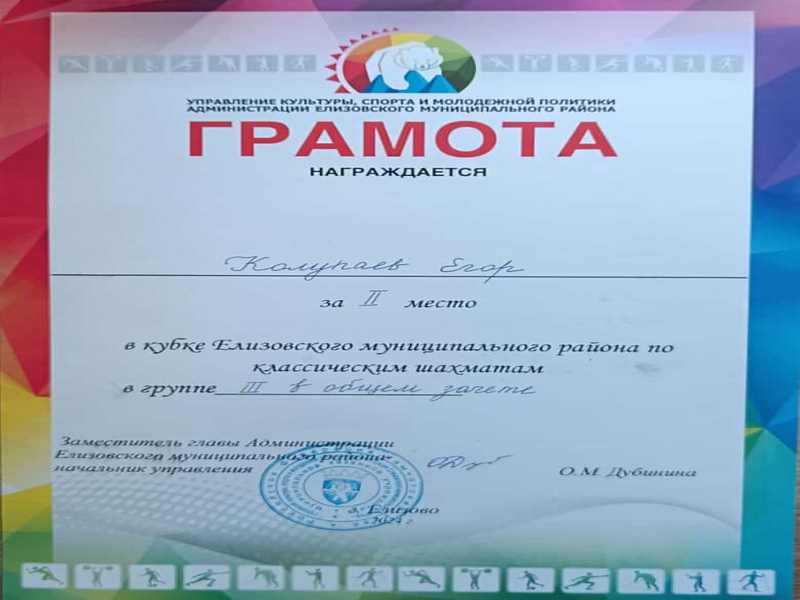 УПРАВЛЕНИЕ КУЛЬТУРЫ, СПОРТА И МОЛОДЕЖНОЙ ПОЛИТИКИ
АДМИНИСТРАЦИИ ЕЛИЗОВСКОГО МУНИЦИПАЛЬНОГО РАЙОНА
ГРАМОТА
НАГРАЖДАЕТСЯ
Колупаев Егор
за II место
в кубке Елизовского муниципального района по
классическим шахматам
в группе III в общем зачете
Заместитель главы Администрации
Елизовского муниципального района-
начальник управления
О.М Дубинина
г. Елизово
2024 г